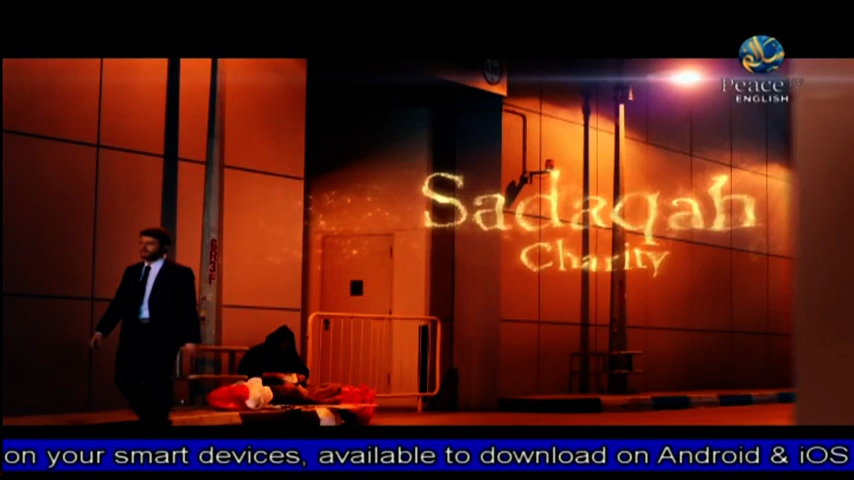 Peace TV
ENGLISH
Sadaqah
Charity
on your smart devices, available to download on Android & iOS